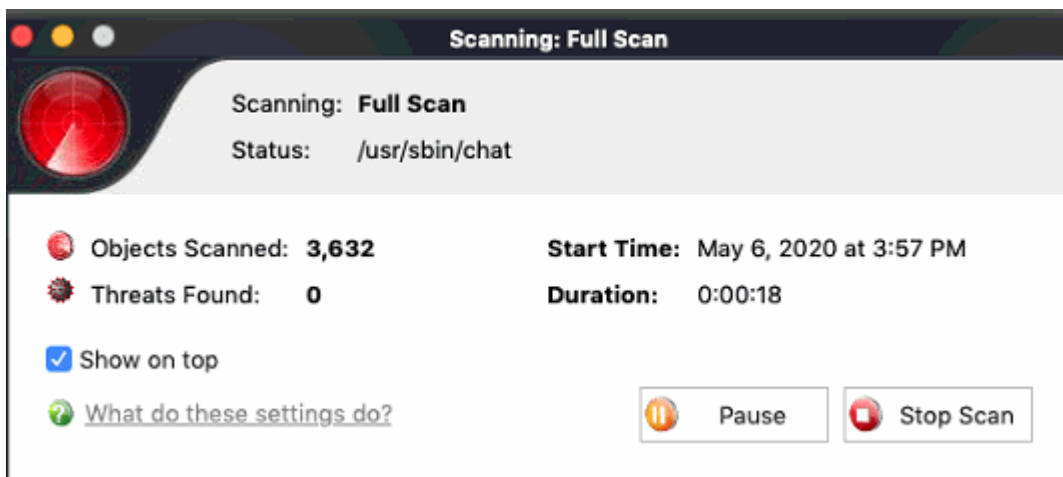 Scanning: Full Scan
Scanning: Full Scan
Status: /usr/sbin/chat
Objects Scanned: 3,632
Start Time: May 6, 2020 at 3:57 PM
Threats Found: 0
Duration: 0:00:18
Show on top
What do these settings do?
Pause
Stop Scan